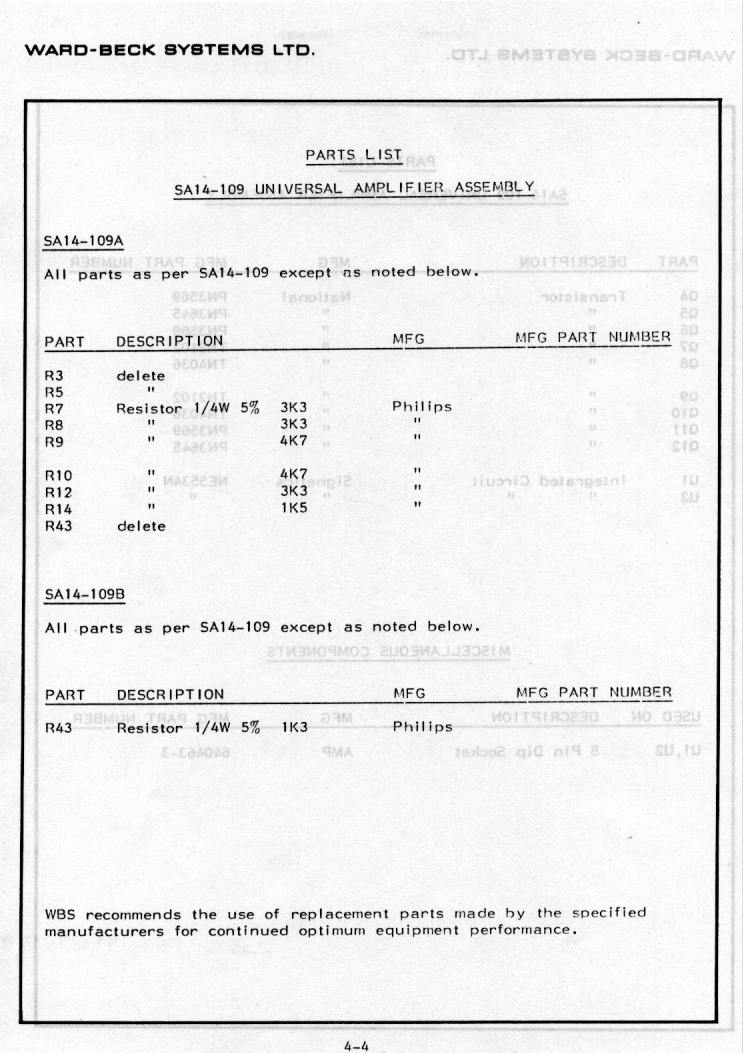 WARD-BECK SYSTEMS LTD.
PARTS LIST
SA14-109 UNIVERSAL AMPLIFIER ASSEMBLY
SA14-109A
All parts as per SA14-109 except as noted below.
PART DESCRIPTION MFG MFG PART NUMBER
R3 delete
R5 "
R7 Resistor 1/4W 5% 3K3 Philips
R8 " 3K3 "
R9 " 4K7 "
R10 " 4K7 "
R12 " 3K3 "
R14 " 1K5 "
R43 delete
SA14-109B
All parts as per SA14-109 except as noted below.
PART DESCRIPTION MFG MFG PART NUMBER
R43 Resistor 1/4W 5% 1K3 Philips
WBS recommends the use of replacement parts made by the specified
manufacturers for continued optimum equipment performance.
4-4